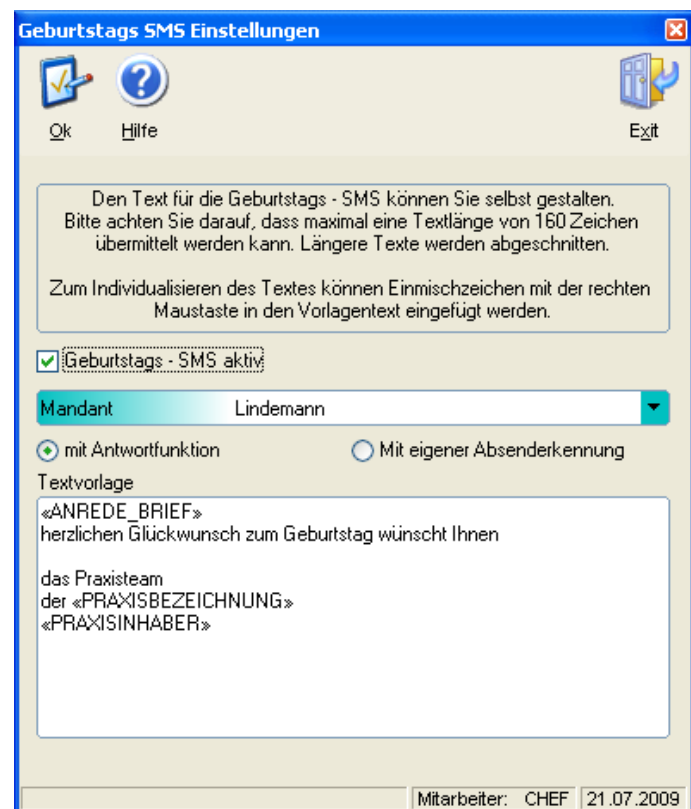 Geburtstags SMS Einstellungen
Ok Hilfe Exit
Den Text für die Geburtstags - SMS können Sie selbst gestalten.
Bitte achten Sie darauf, dass maximal eine Textlänge von 160 Zeichen
übermittelt werden kann. Längere Texte werden abgeschnitten.
Zum Individualisieren des Textes können Einmischzeichen mit der rechten
Maustaste in den Vorlagentext eingefügt werden.
Geburtstags - SMS aktiv
Mandant Lindemann
mit Antwortfunktion Mit eigener Absenderkennung
Textvorlage
«ANREDE_BRIEF»
herzlichen Glückwunsch zum Geburtstag wünscht Ihnen
das Praxisteam
der «PRAXISBEZEICHNUNG»
«PRAXISINHABER»
Mitarbeiter: CHEF 21.07.2009